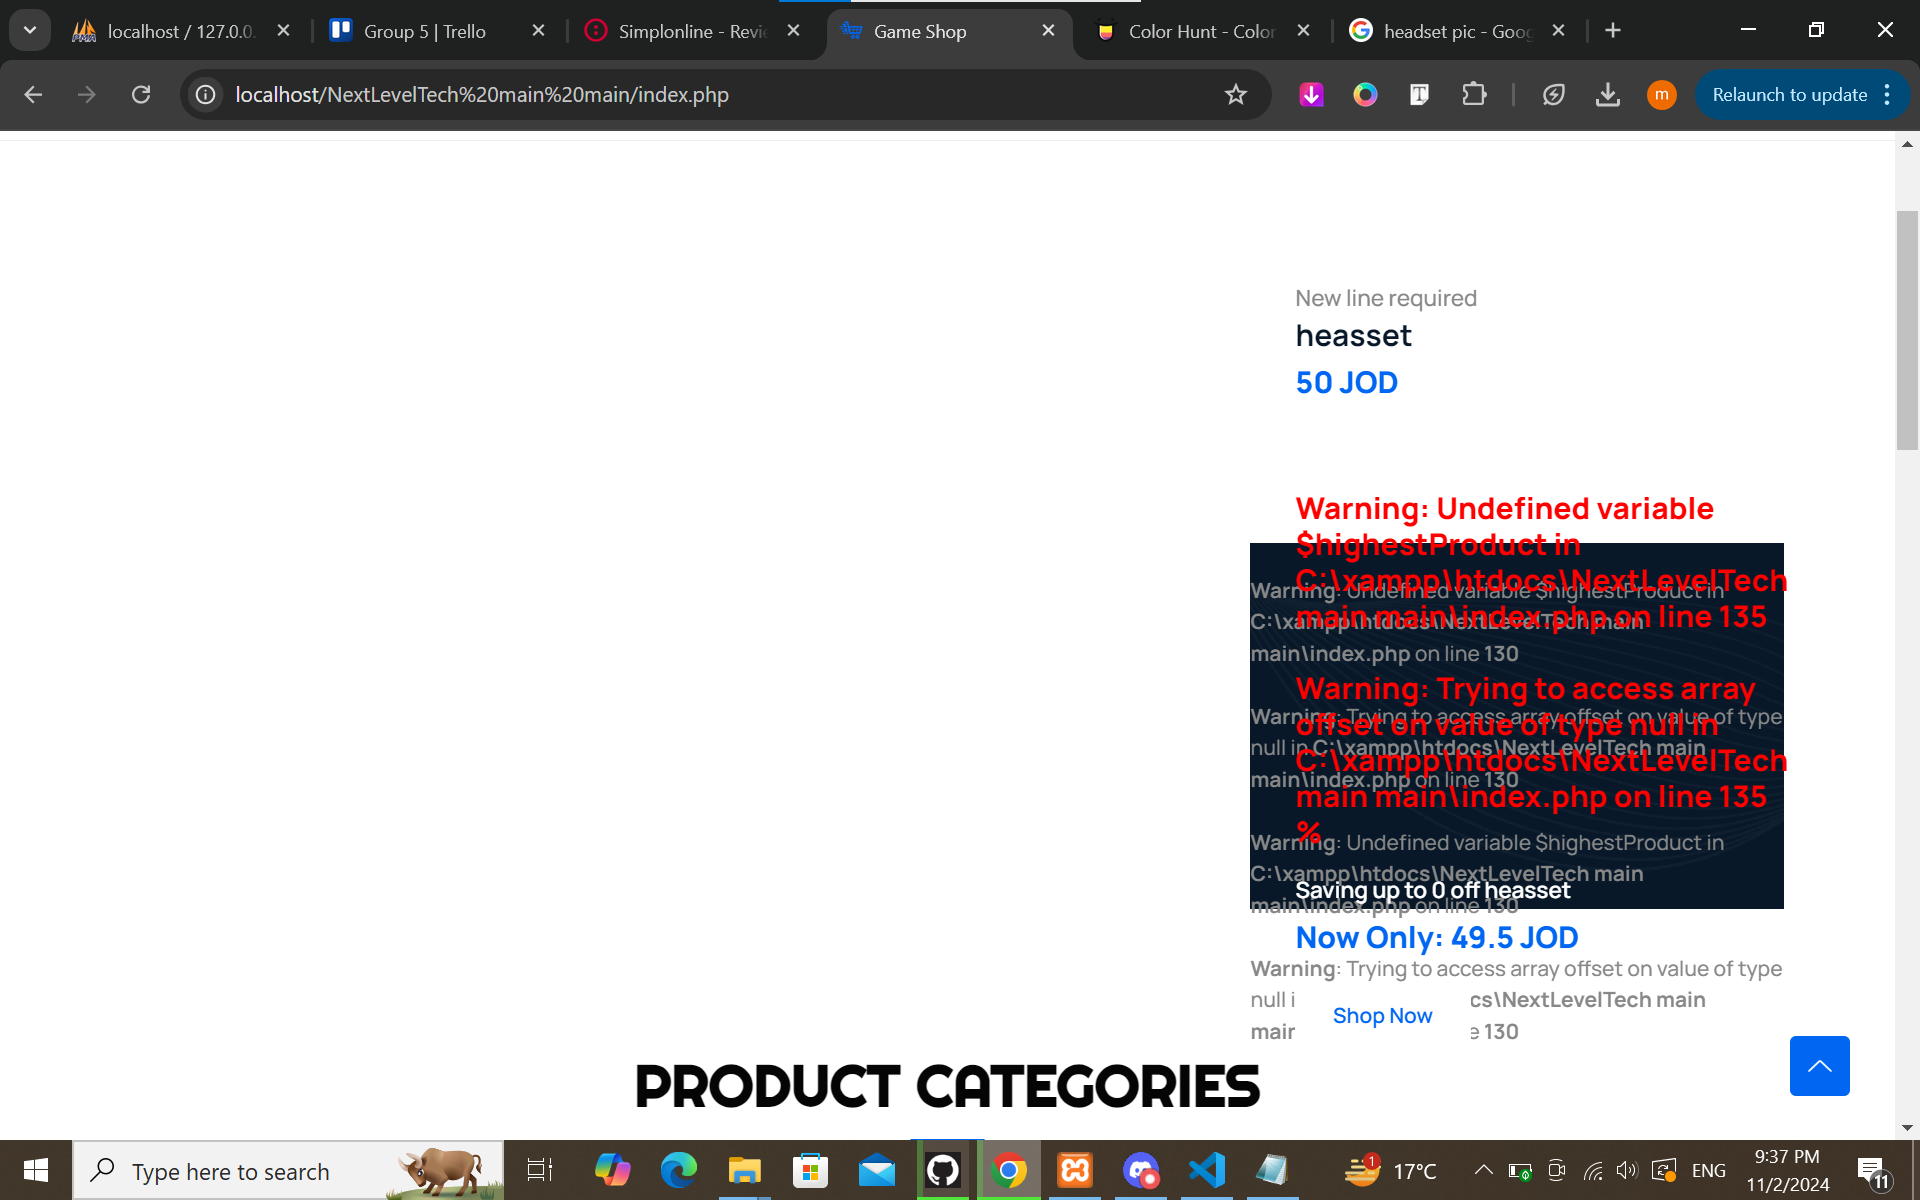 localhost / 127.0.0.
Group 5 | Trello
Simplonline - Revie
Game Shop
Color Hunt - Color
headset pic - Goog
localhost/NextLevelTech%20main%20main/index.php
m
Relaunch to update
New line required
heasset
50 JOD
Warning: Undefined variable
$highestProduct in
C:\xampp\htdocs\NextLevelTech
main main\index.php on line 135
Warning: Trying to access array
offset on value of type null in
C:\xampp\htdocs\NextLevelTech
main main\index.php on line 135
%
Warning: Undefined variable $highestProduct in
C:\xampp\htdocs\NextLevelTech main
main\index.php on line 130
Warning: Trying to access array offset on value of type
null in C:\xampp\htdocs\NextLevelTech main
main\index.php on line 130
Warning: Undefined variable $highestProduct in
C:\xampp\htdocs\NextLevelTech main
main\index.php on line 130
Saving up to 0 off heasset
Now Only: 49.5 JOD
Warning: Trying to access array offset on value of type
null i cs\NextLevelTech main
mair e 130
Shop Now
PRODUCT CATEGORIES
Type here to search
1
17°C
ENG
9:37 PM
11/2/2024
11